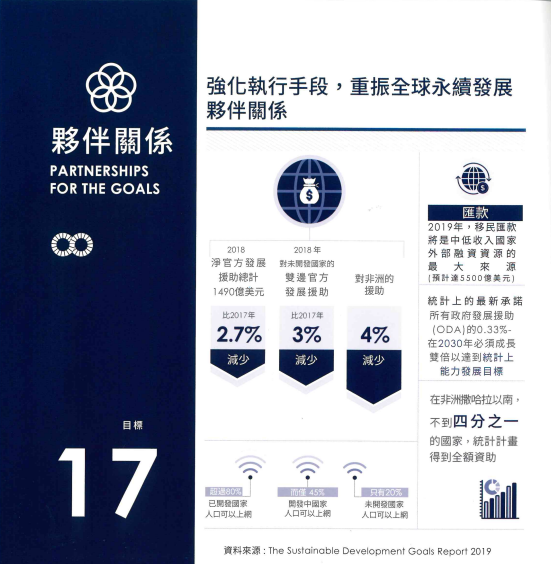 夥伴關係
PARTNERSHIPS
FOR THE GOALS
目標
17
強化執行手段，重振全球永續發展
夥伴關係
2018
淨官方發展
援助總計
1490億美元
比2017年
2.7%
減少
2018年
對未開發國家的
雙邊官方
發展援助
比2017年
3%
減少
對非洲的
援助
4%
減少
匯款
2019年，移民匯款
將是中低收入國家
外部融資資源的
最大來源
(預計達5500億美元)
統計上的最新承諾
所有政府發展援助
(ODA)的0.33%-
在2030年必須成長
雙倍以達到統計上
能力發展目標
在非洲撒哈拉以南，
不到四分之一
的國家，統計計畫
得到全額資助
超過80%
已開發國家
人口可以上網
而僅 45%
開發中國家
人口可以上網
只有20%
未開發國家
人口可以上網
資料來源：The Sustainable Development Goals Report 2019